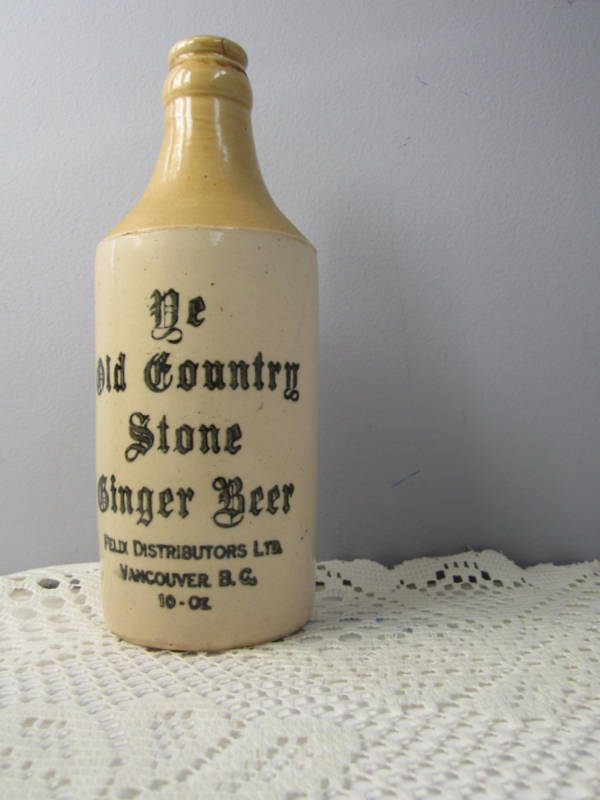 Ye
Old Country
Stone
Ginger Beer
FELIX DISTRIBUTORS LTD.
VANCOUVER B.C.
10-OZ